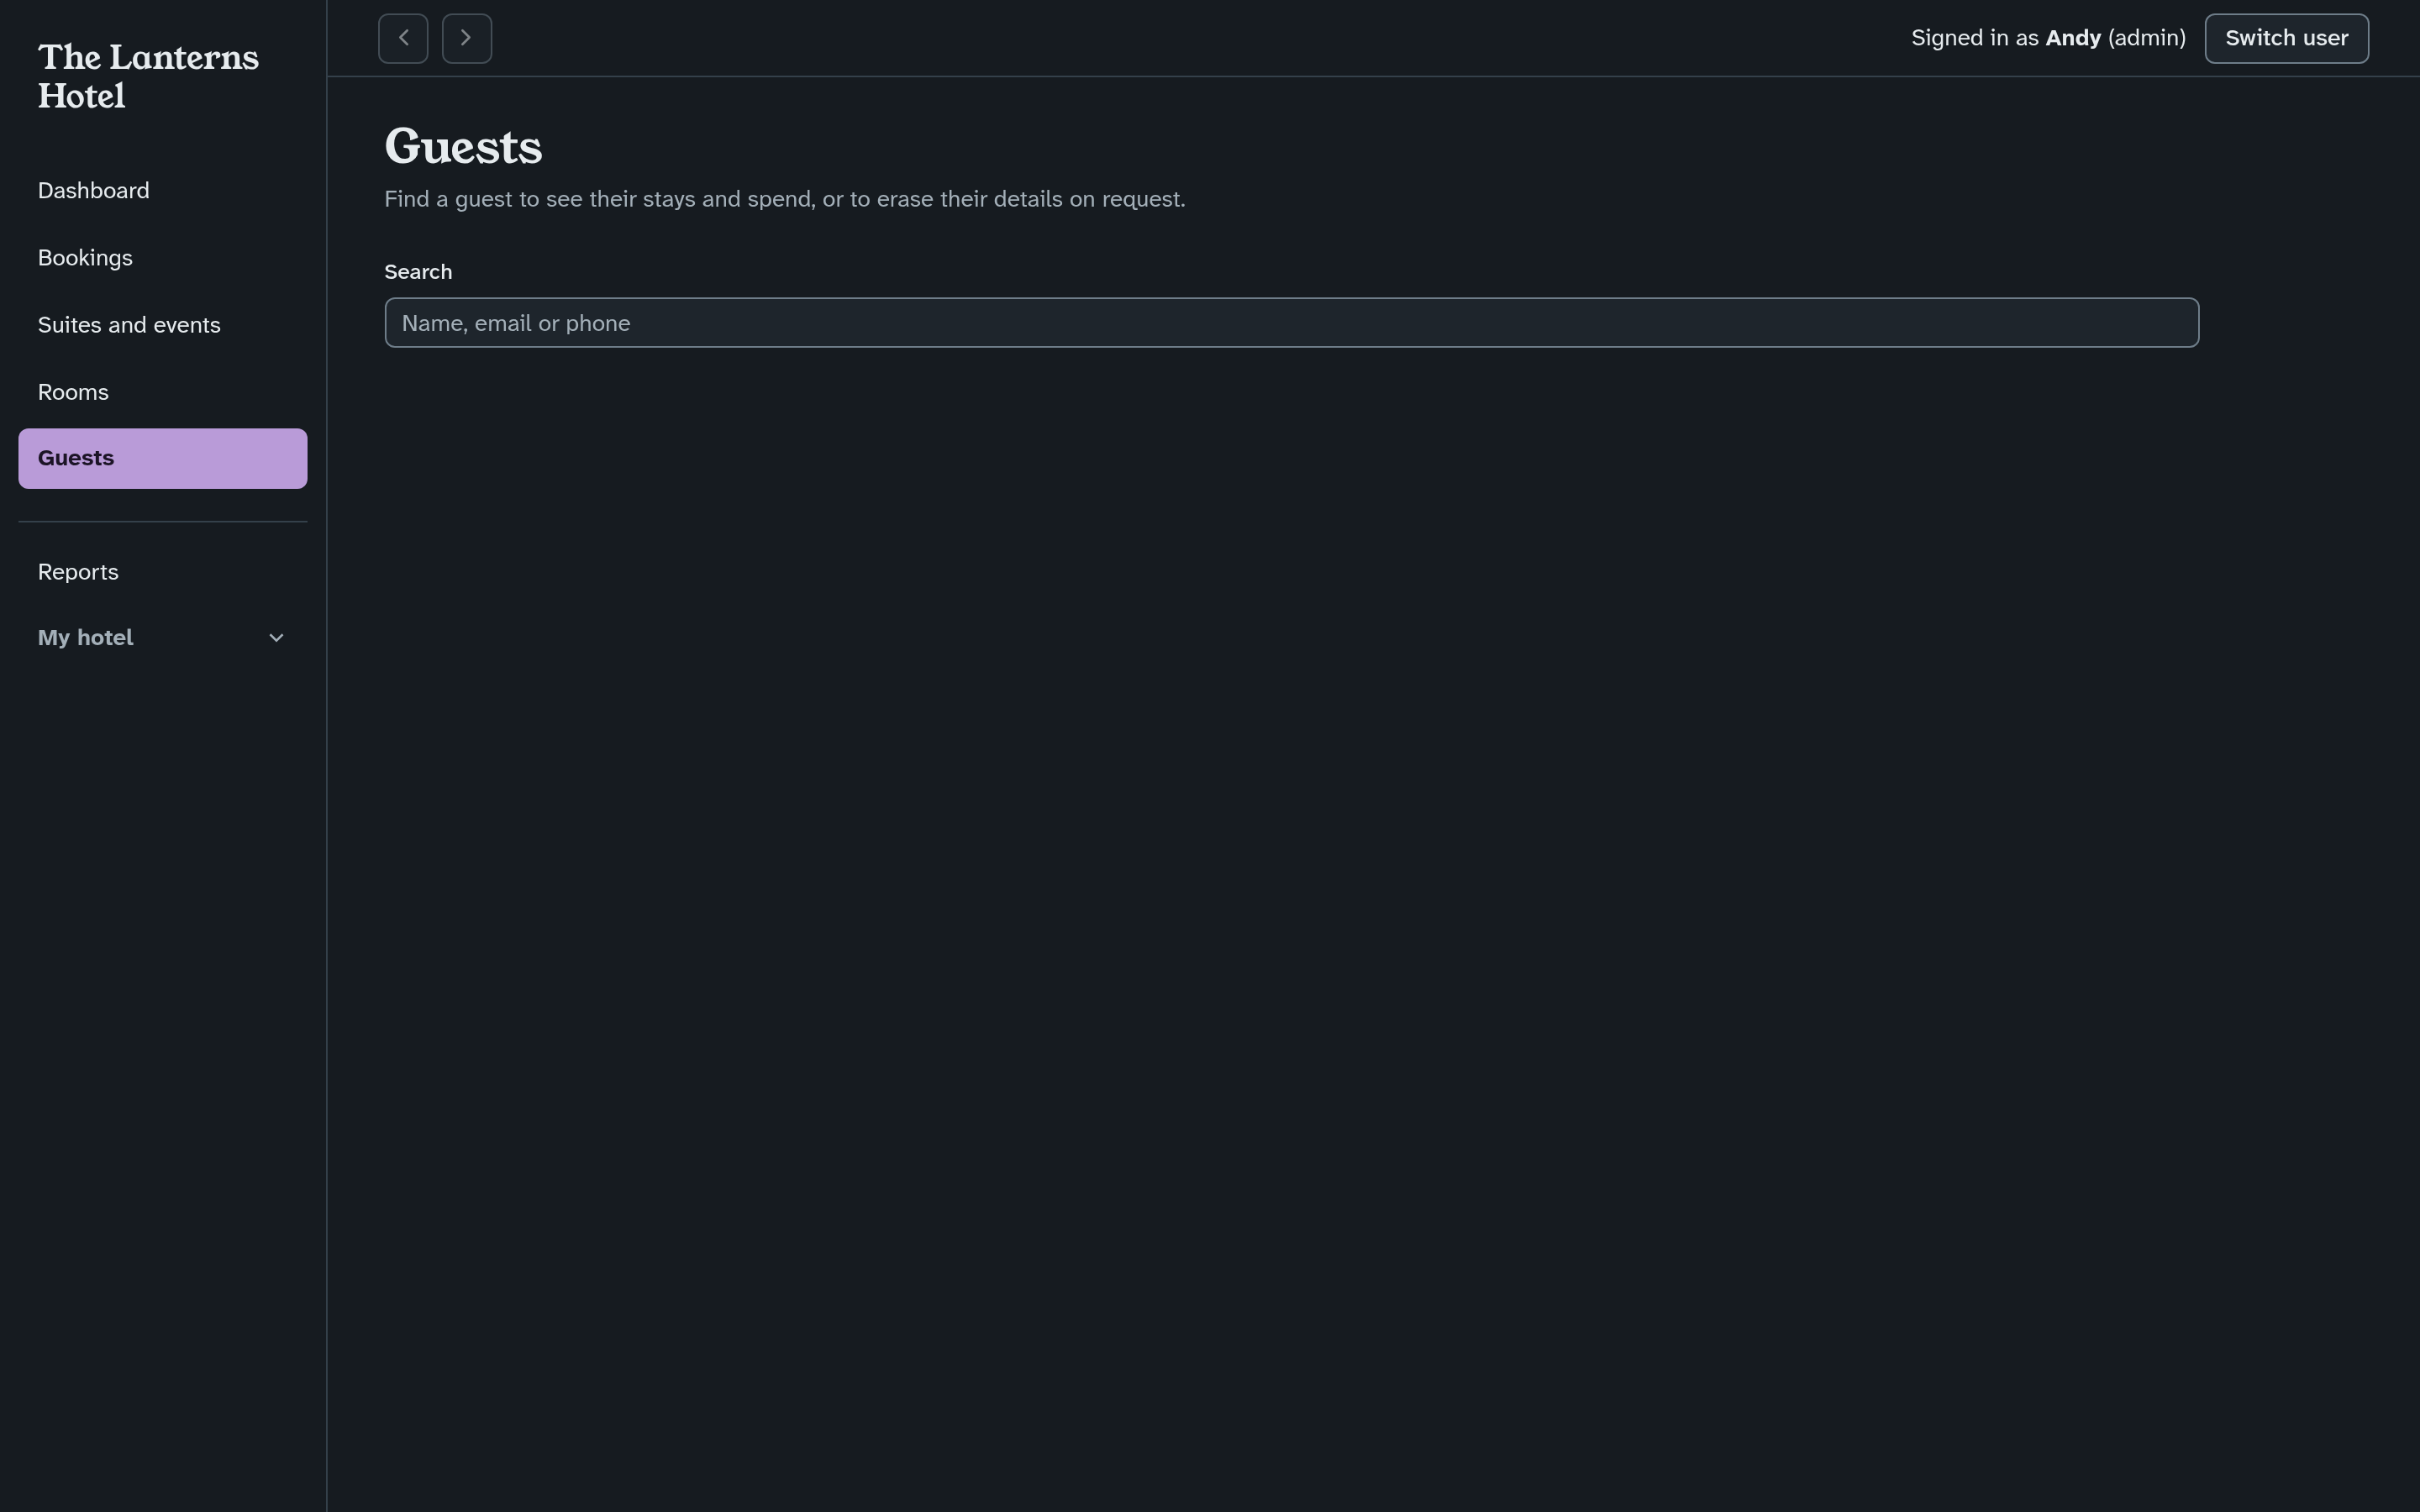 The Lanterns
Hotel
Dashboard
Bookings
Suites and events
Rooms
Guests
Reports
My hotel
Signed in as Andy (admin)
Switch user
Guests
Find a guest to see their stays and spend, or to erase their details on request.
Search
Name, email or phone